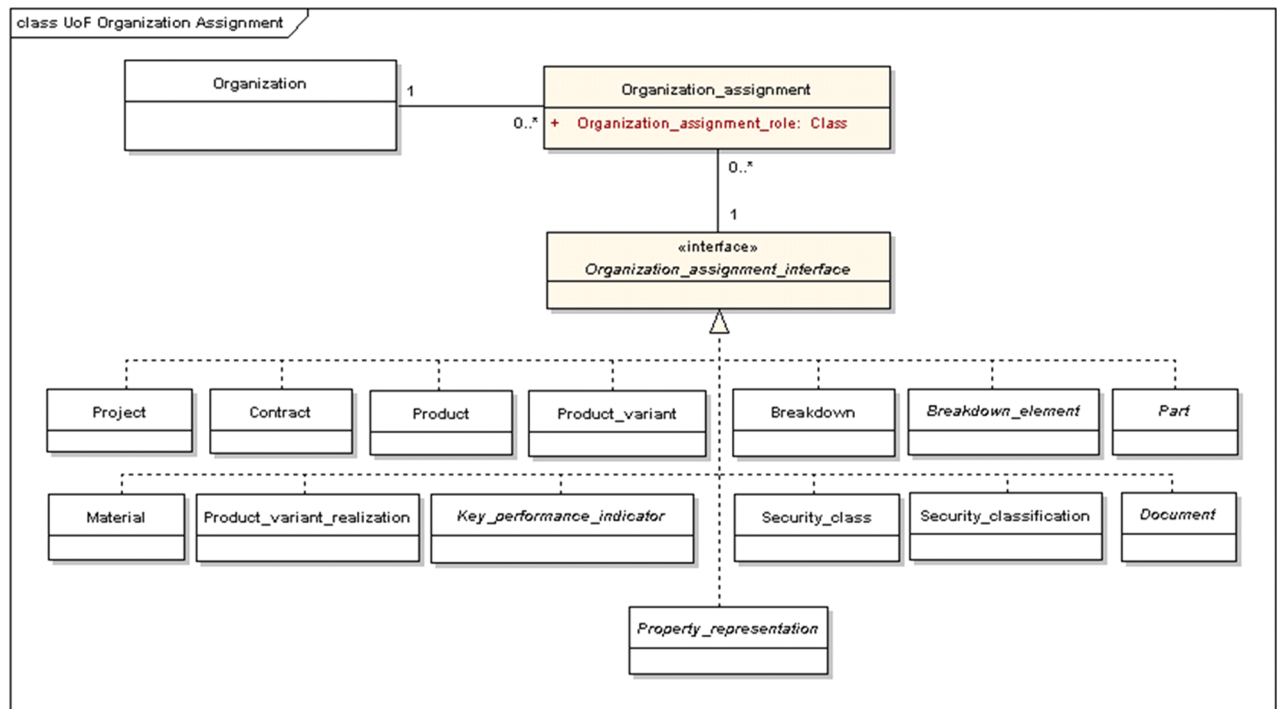 class UoF Organization Assignment
Organization
1
0..*
Organization_assignment
+ Organization_assignment_role: Class
0..*
1
«interface»
Organization_assignment_interface
Project
Contract
Product
Product_variant
Breakdown
Breakdown_element
Part
Material
Product_variant_realization
Key_performance_indicator
Security_class
Security_classification
Document
Property_representation